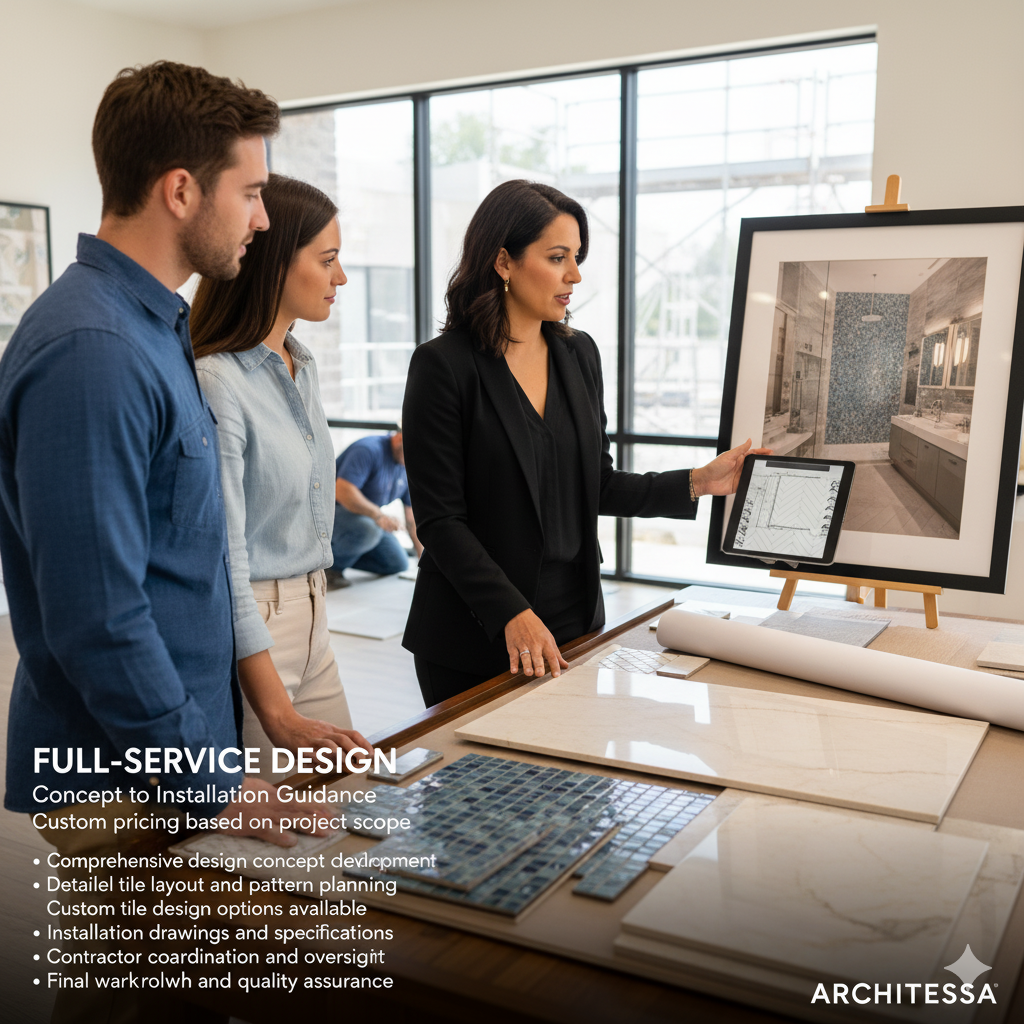 FULL-SERVICE DESIGN
Concept to Installation Guidance
Custom pricing based on project scope
• Comprehensive design concept
• Detailel tile layout and pattern planning
Custom tile design options available
• Installation drawings and specifications
• Contractor coordination and oversight
• Final and quality assurance
ARCHITESSA